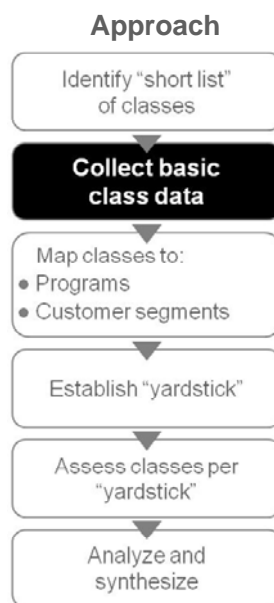 Approach
Identify “short list”
of classes
Collect basic
class data
Map classes to:
● Programs
● Customer segments
Establish “yardstick”
Assess classes per
“yardstick”
Analyze and
synthesize